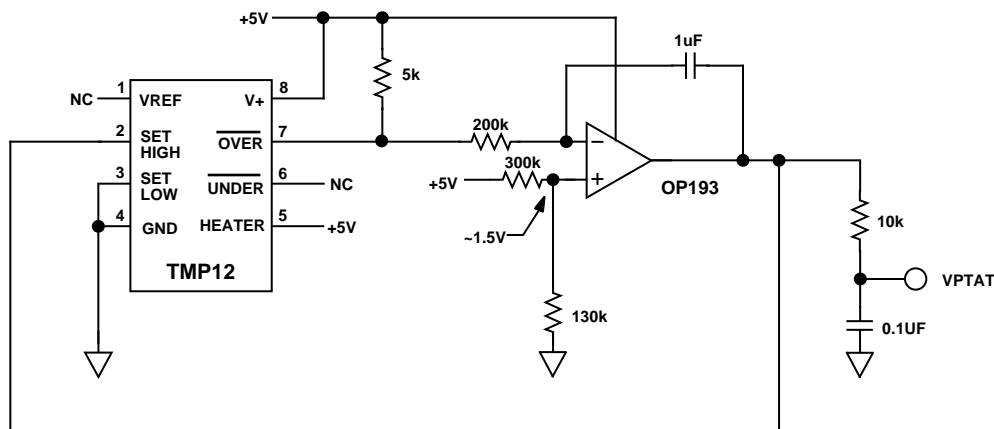 +5V
1uF
5k
1
NC
VREF
V+
8
2
SET HIGH
OVER
7
200k
−
3
SET LOW
UNDER
6
NC
300k
+5V
+
OP193
4
GND
HEATER
5
+5V
~1.5V
10k
TMP12
VPTAT
130k
0.1UF